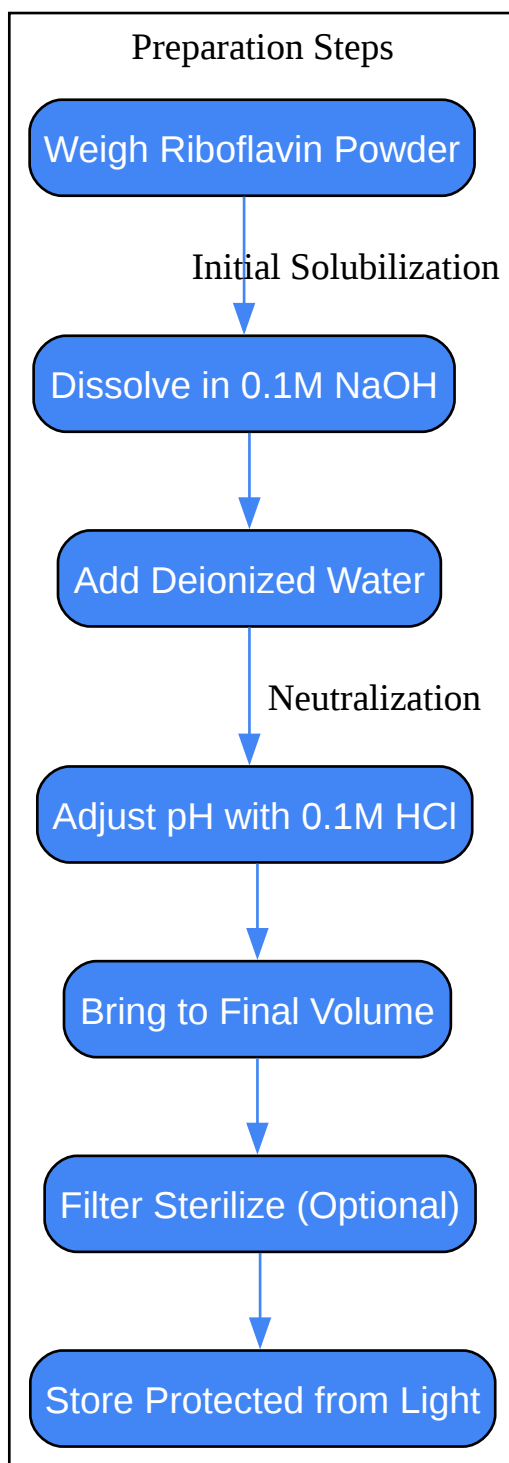 Preparation Steps
Weigh Riboflavin Powder
Initial Solubilization
Dissolve in 0.1M NaOH
Add Deionized Water
Neutralization
Adjust pH with 0.1M HCl
Bring to Final Volume
Filter Sterilize (Optional)
Store Protected from Light